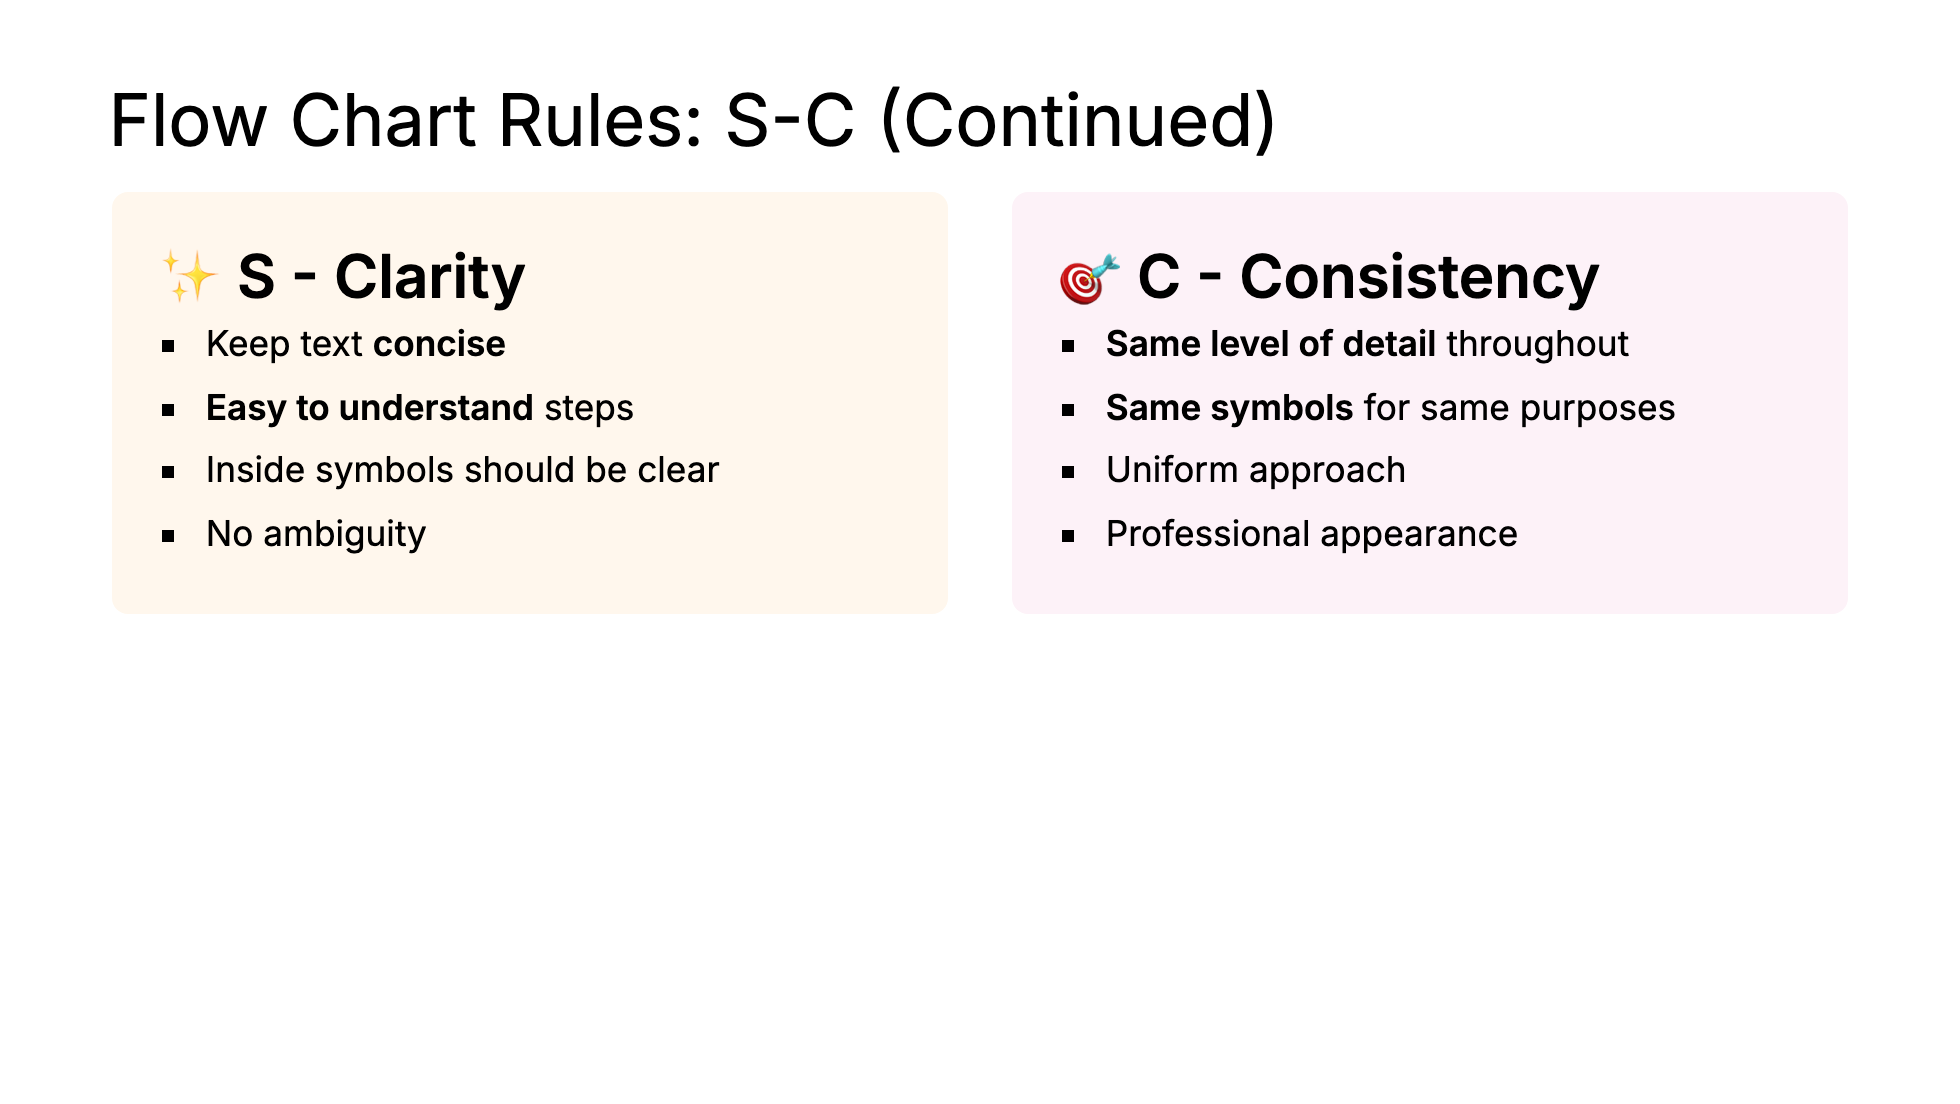 Flow Chart Rules: S-C (Continued)
✨ S - Clarity
▪ Keep text concise
▪ Easy to understand steps
▪ Inside symbols should be clear
▪ No ambiguity
🎯 C - Consistency
▪ Same level of detail throughout
▪ Same symbols for same purposes
▪ Uniform approach
▪ Professional appearance